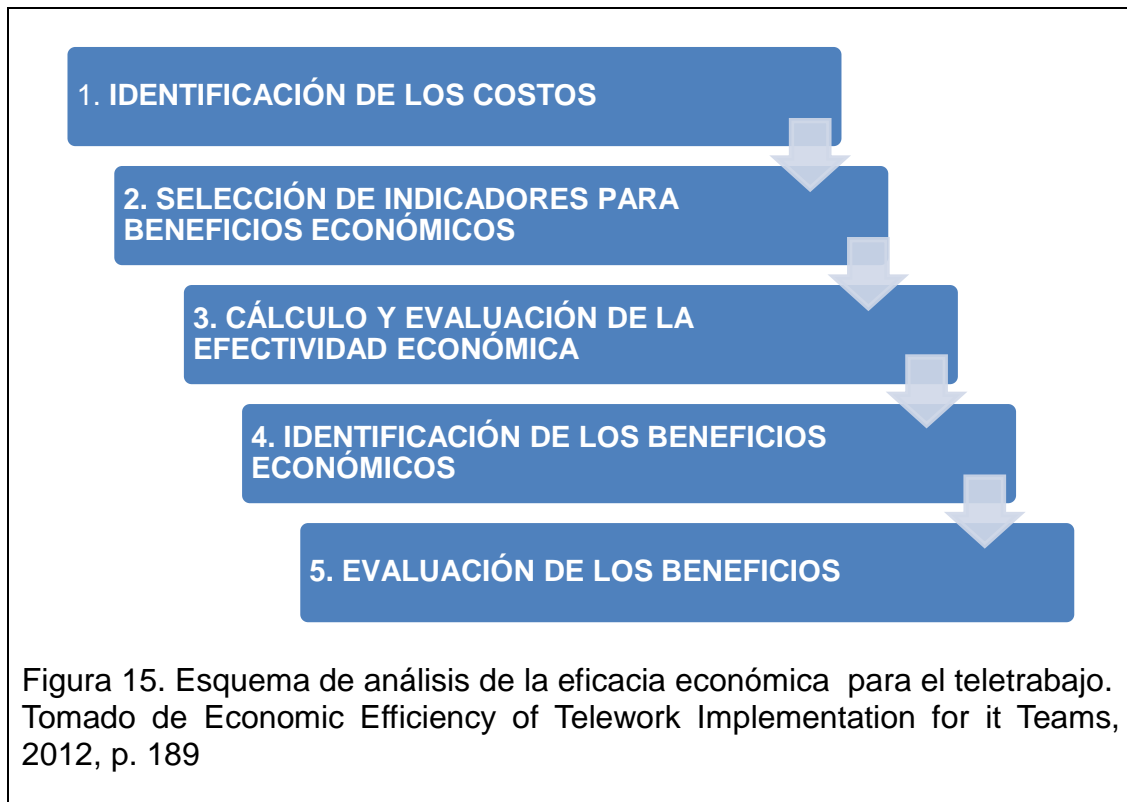 1. IDENTIFICACIÓN DE LOS COSTOS
2. SELECCIÓN DE INDICADORES PARA
BENEFICIOS ECONÓMICOS
3. CÁLCULO Y EVALUACIÓN DE LA
EFECTIVIDAD ECONÓMICA
4. IDENTIFICACIÓN DE LOS BENEFICIOS
ECONÓMICOS
5. EVALUACIÓN DE LOS BENEFICIOS
Figura 15. Esquema de análisis de la eficacia económica para el teletrabajo.
Tomado de Economic Efficiency of Telework Implementation for it Teams,
2012, p. 189